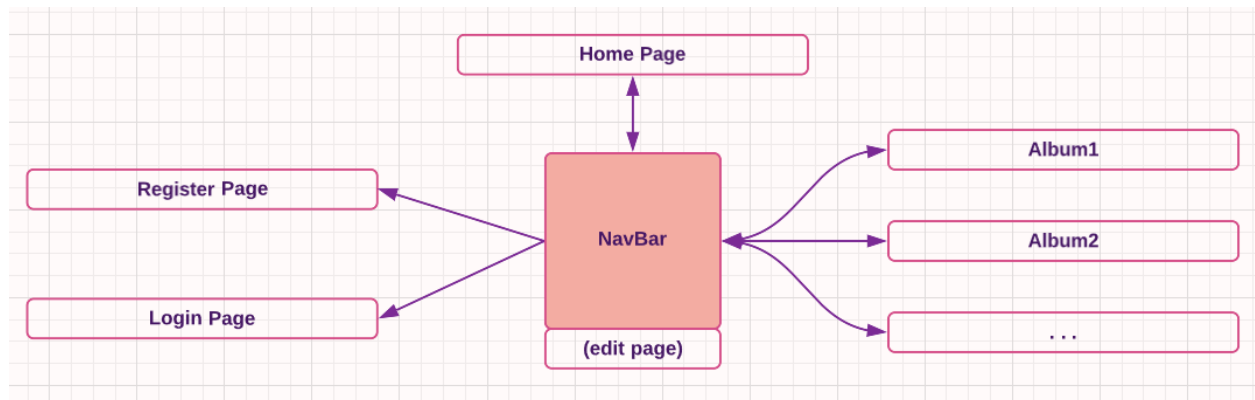 Home Page
Register Page
Login Page
NavBar
(edit page)
Album1
Album2
. . .